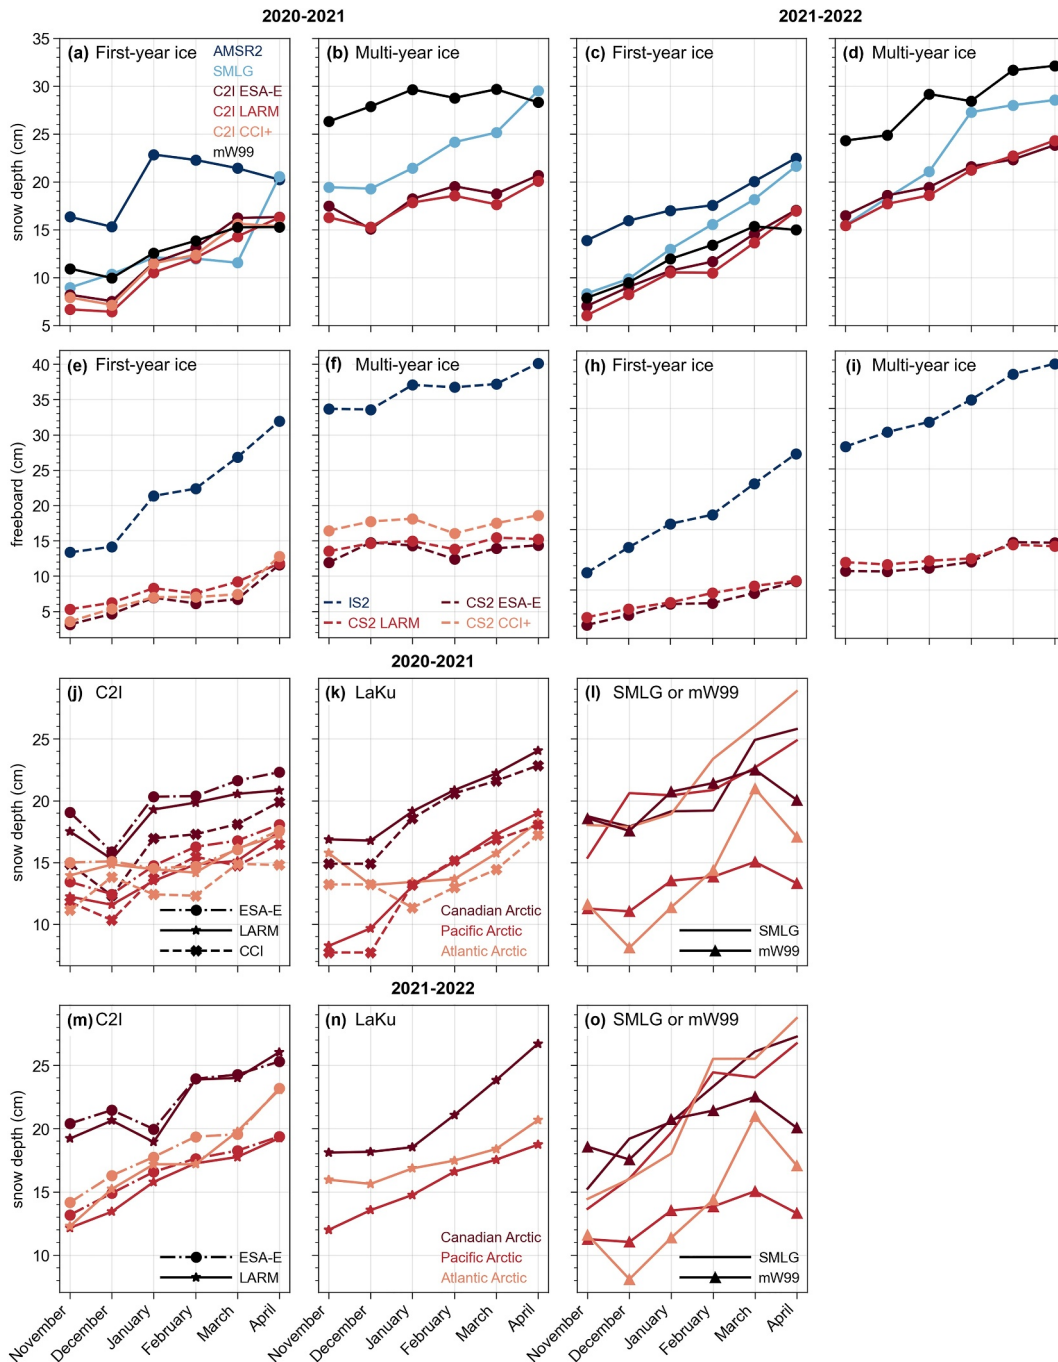 2020-2021
2021-2022
(a) First-year ice
AMSR2
SMLG
C2I ESA-E
C2I LARM
C2I CCI+
mW99
(b) Multi-year ice
(c) First-year ice
(d) Multi-year ice
35
30
25
20
15
10
5
snow depth (cm)
(e) First-year ice
(f) Multi-year ice
(h) First-year ice
(i) Multi-year ice
40
35
30
25
20
15
10
5
freeboard (cm)
IS2
CS2 ESA-E
CS2 LARM
CS2 CCI+
2020-2021
(j) C2I
(k) LaKu
(l) SMLG or mW99
25
20
15
10
snow depth (cm)
ESA-E
LARM
CCI
Canadian Arctic
Pacific Arctic
Atlantic Arctic
SMLG
mW99
2021-2022
(m) C2I
(n) LaKu
(o) SMLG or mW99
25
20
15
10
snow depth (cm)
ESA-E
LARM
Canadian Arctic
Pacific Arctic
Atlantic Arctic
SMLG
mW99
November
December
January
February
March
April
November
December
January
February
March
April
November
December
January
February
March
April